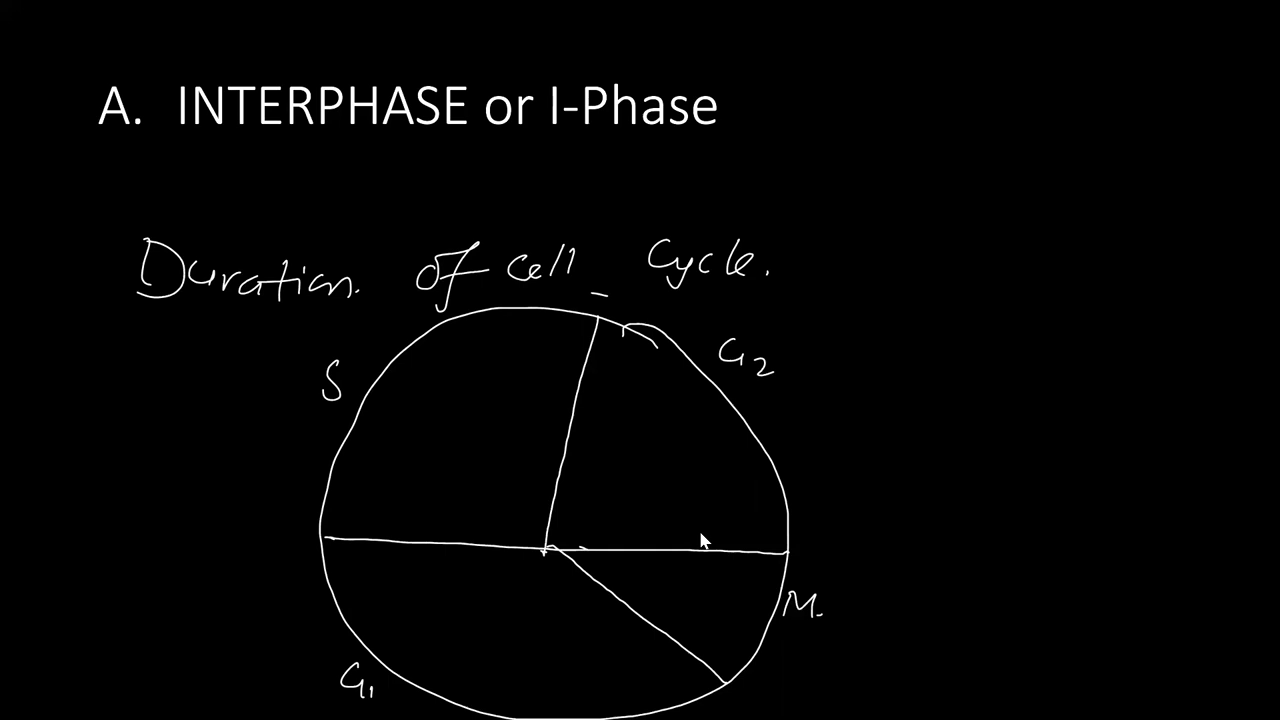 A. INTERPHASE or I-Phase
Duration. of cell - Cycle.
S
G2
M.
G1